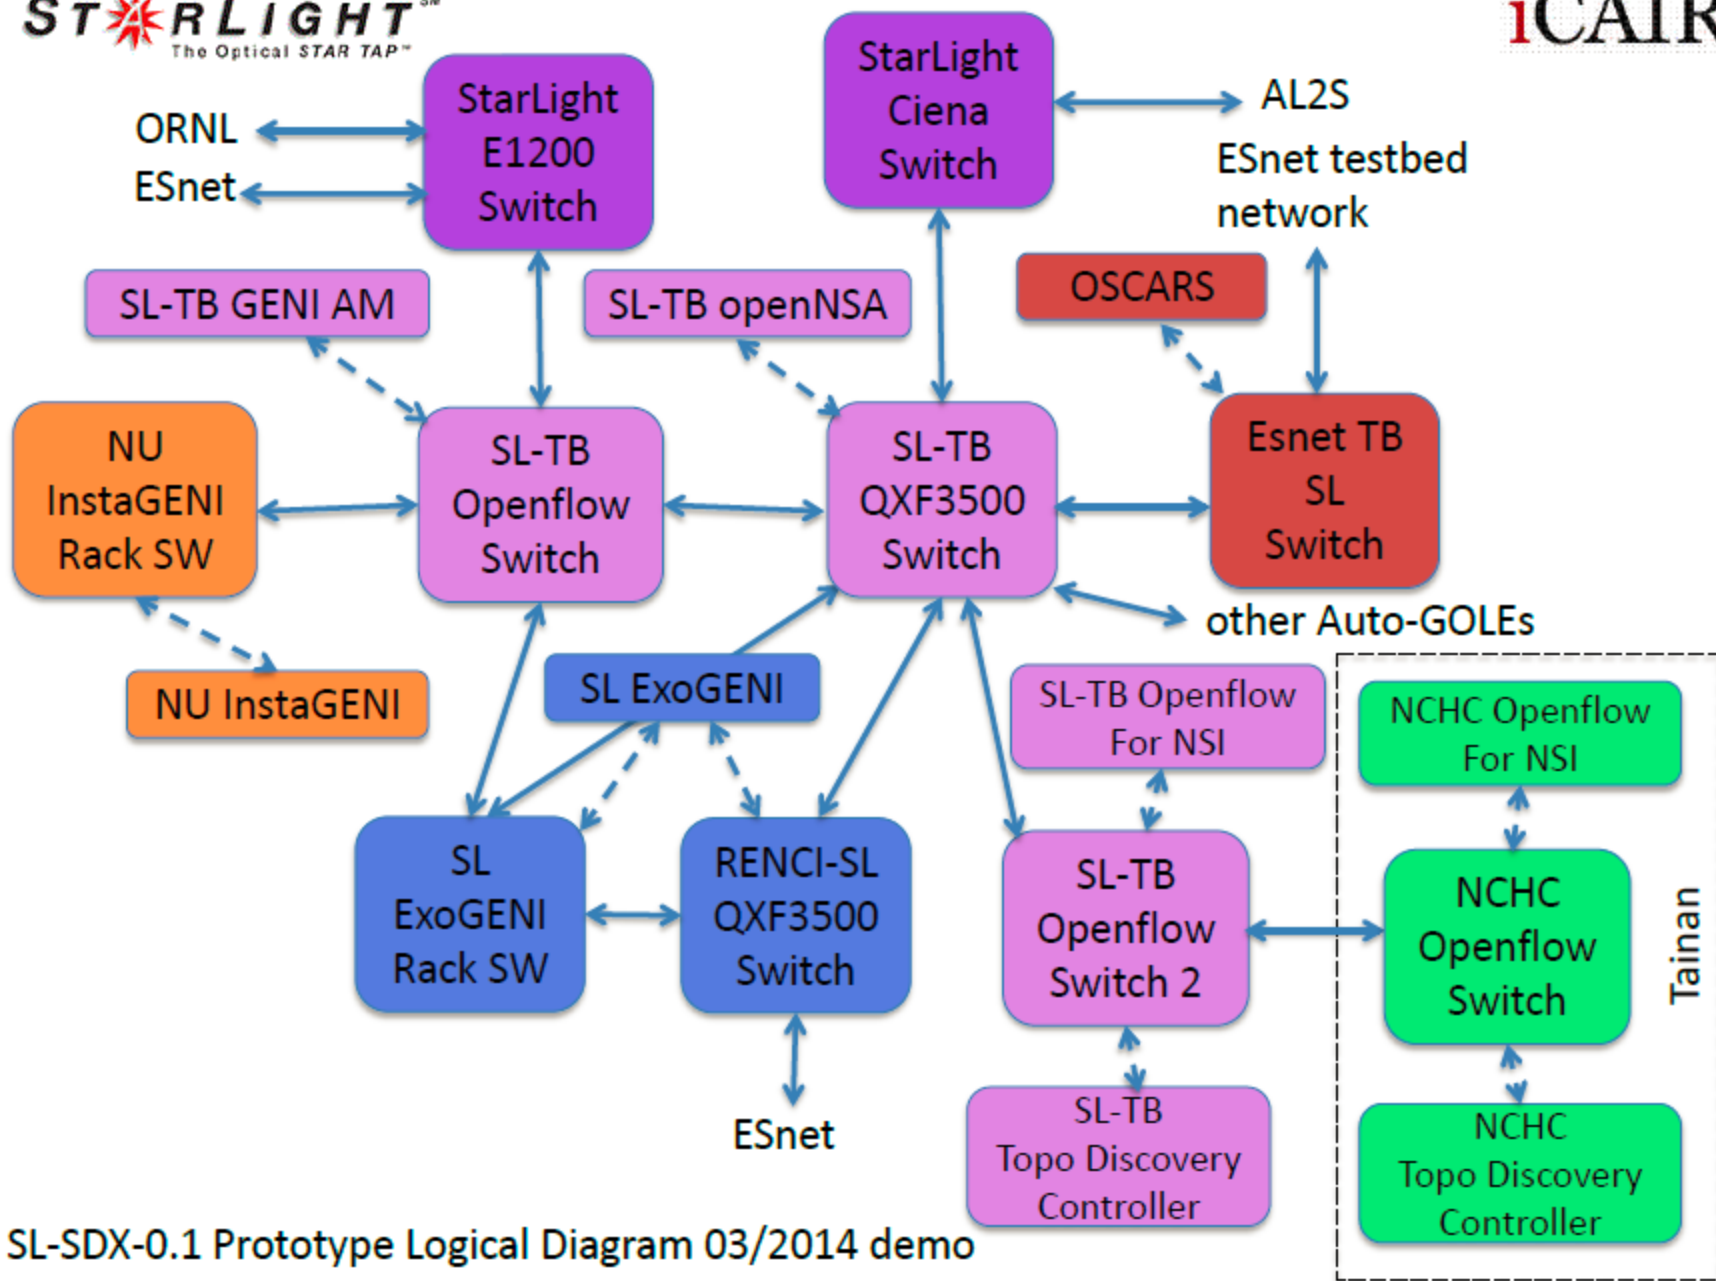 STARLIGHT SM
The Optical STAR TAP™
iCAIR
StarLight
E1200
Switch
StarLight
Ciena
Switch
ORNL
ESnet
AL2S
ESnet testbed
network
SL-TB GENI AM
SL-TB openNSA
OSCARS
NU
InstaGENI
Rack SW
SL-TB
Openflow
Switch
SL-TB
QXF3500
Switch
Esnet TB
SL
Switch
other Auto-GOLEs
NU InstaGENI
SL ExoGENI
SL-TB Openflow
For NSI
NCHC Openflow
For NSI
SL
ExoGENI
Rack SW
RENCI-SL
QXF3500
Switch
SL-TB
Openflow
Switch 2
NCHC
Openflow
Switch
Tainan
ESnet
SL-TB
Topo Discovery
Controller
NCHC
Topo Discovery
Controller
SL-SDX-0.1 Prototype Logical Diagram 03/2014 demo